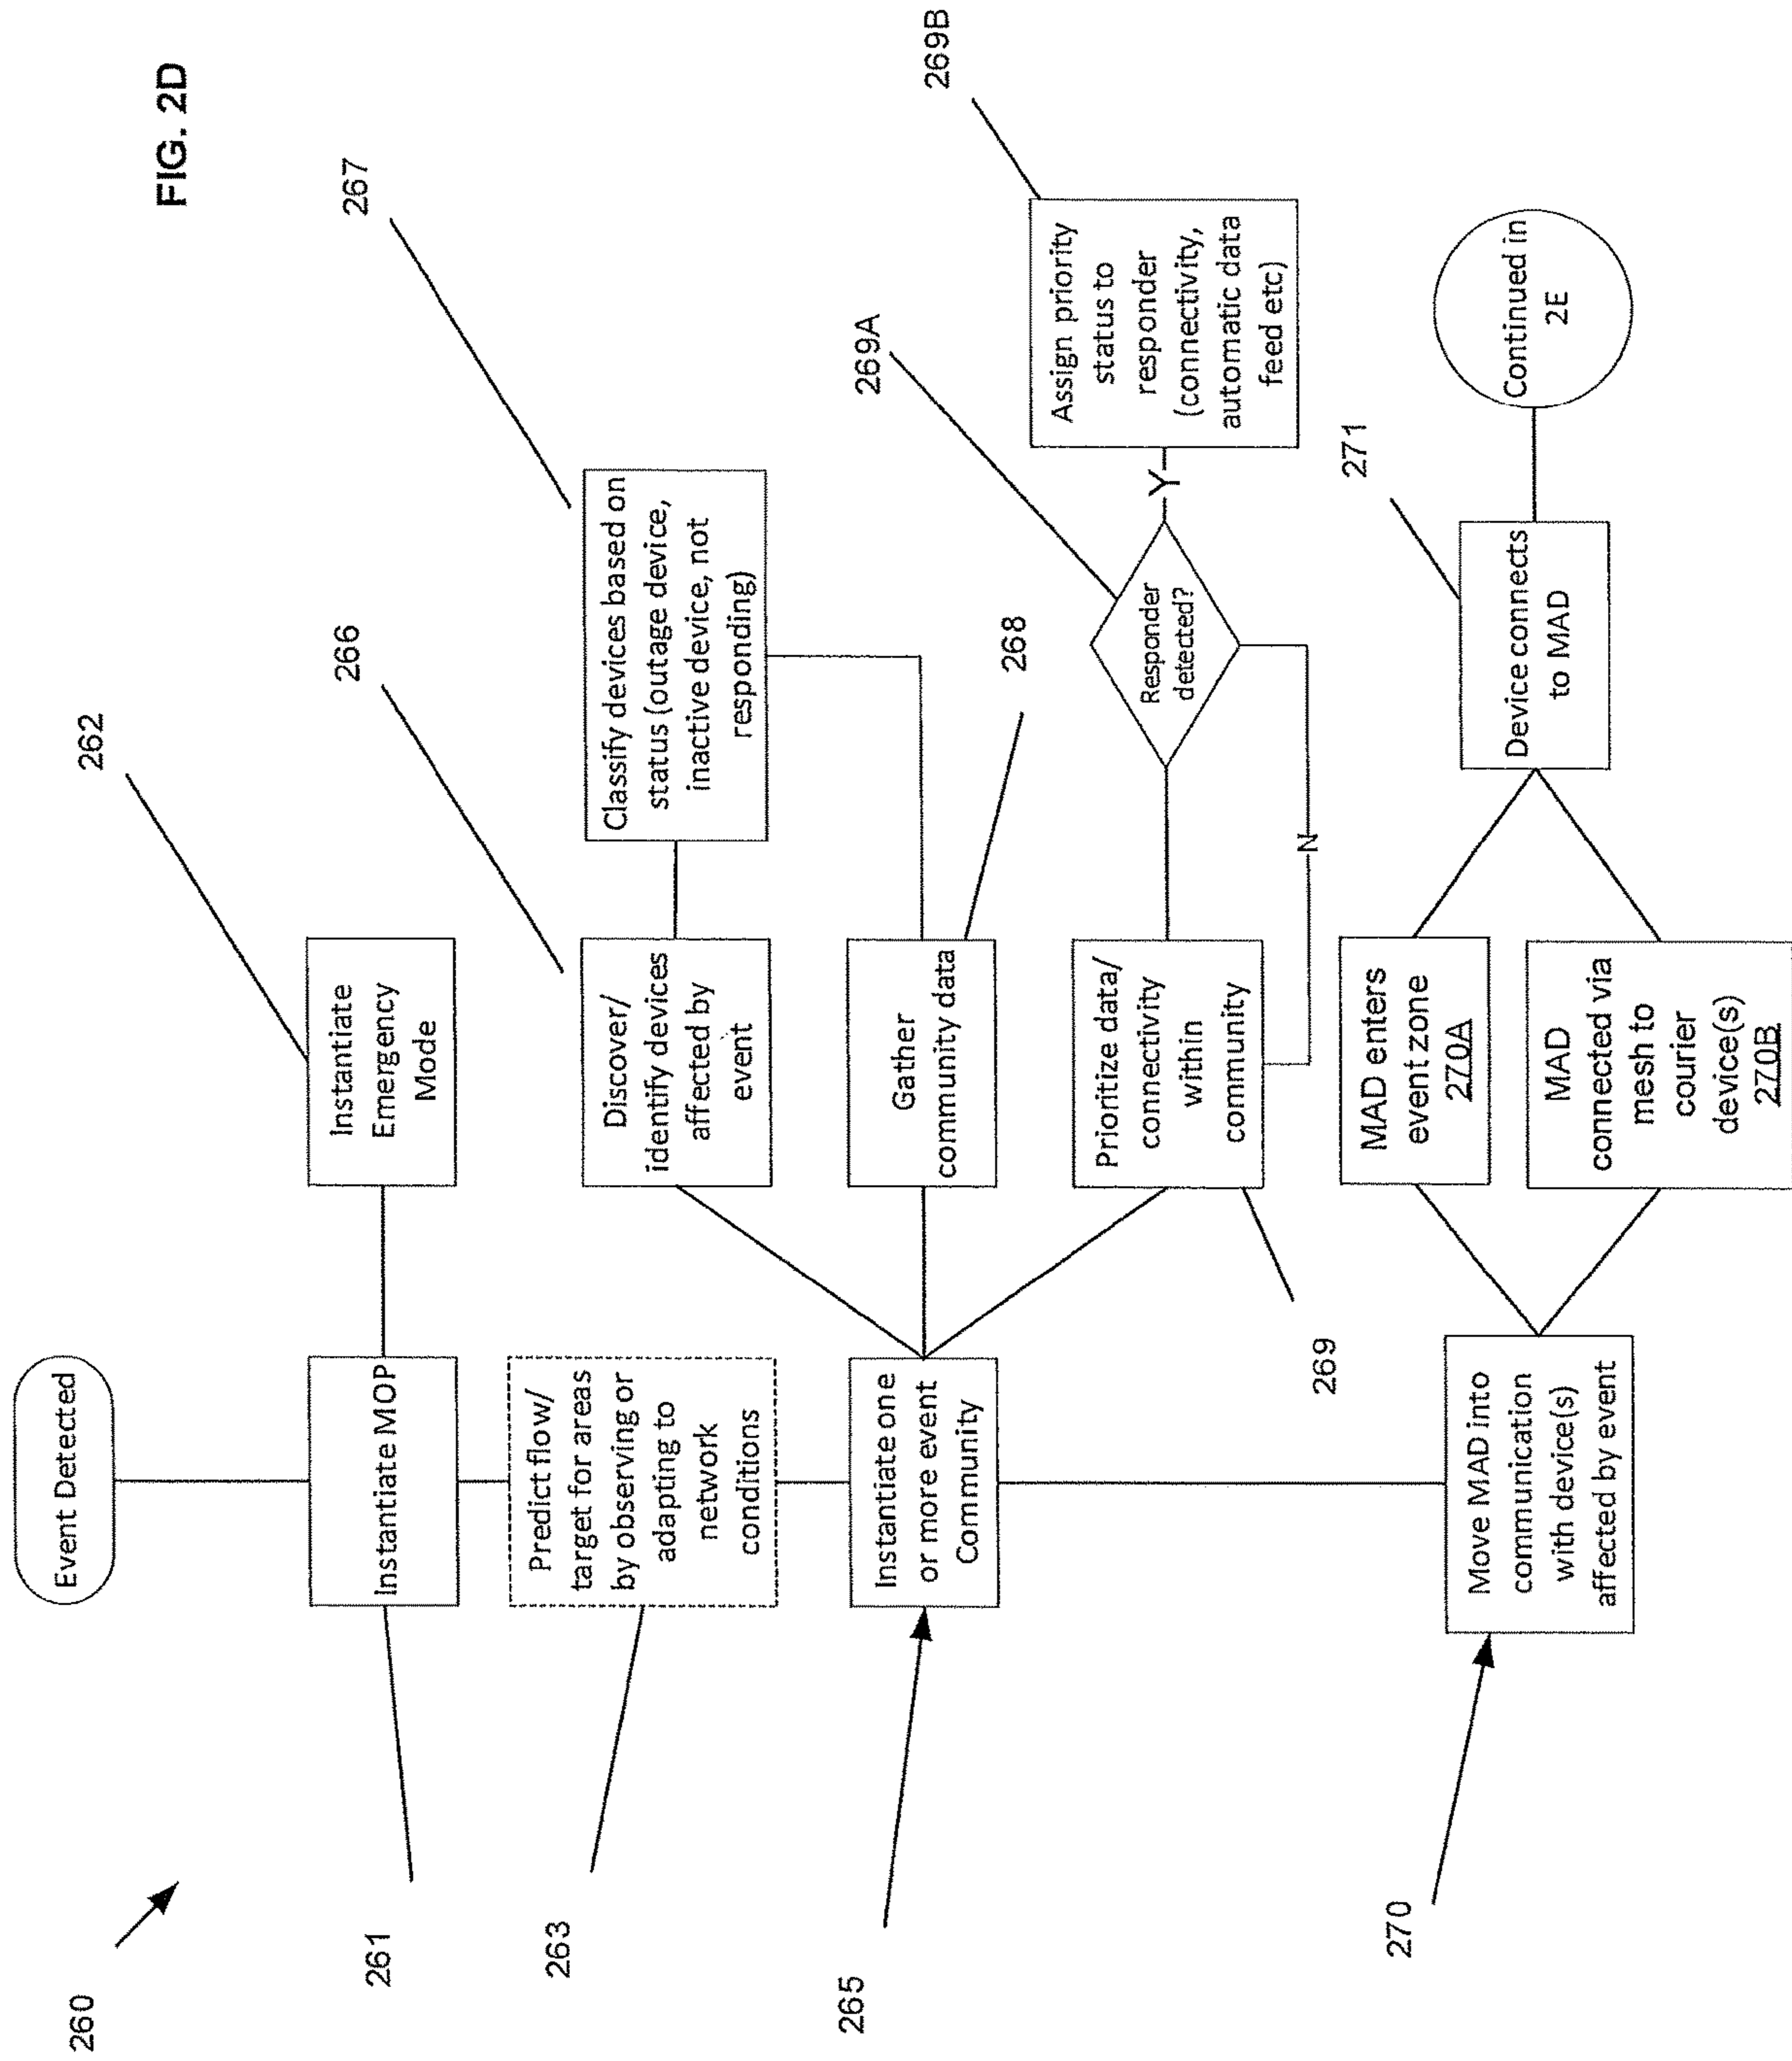 FIG. 2D
260
Event Detected
261
Instantiate MOP
262
Instantiate
Emergency
Mode
263
Predict flow/
target for areas
by observing or
adapting to
network
conditions
265
Instantiate one
or more event
Community
266
Discover/
identify devices
affected by
event
267
Classify devices based on
status (outage device,
inactive device, not
responding)
268
Gather
community data
269
Prioritize data/
connectivity
within
community
269A
Responder
detected?
Y
N
269B
Assign priority
status to
responder
(connectivity,
automatic data
feed etc)
270
Move MAD into
communication
with device(s)
affected by event
MAD enters
event zone
270A
MAD
connected via
mesh to
courier
device(s)
270B
271
Device connects
to MAD
Continued in
2E